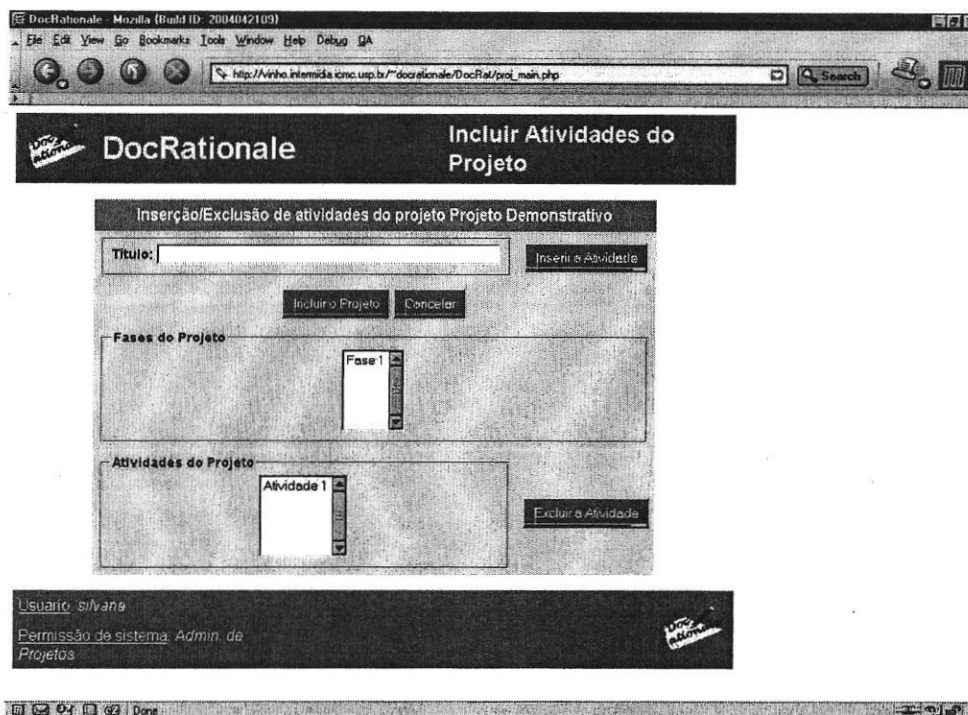 DocRationale - Mozilla (Build ID: 2004042109)
File Edit View Go Bookmarks Tools Window Help Debug QA
http://vinho.intermidia.icmc.usp.br/~docrationale/DocRat/proj_main.php Search
DocRationale
Incluir Atividades do
Projeto
Inserção/Exclusão de atividades do projeto Projeto Demonstrativo
Título:
Inserir a Atividade
Incluir o Projeto Cancelar
Fases do Projeto
Fase 1
Atividades do Projeto
Atividade 1
Excluir a Atividade
Usuario: silvana
Permissão de sistema: Admin. de
Projetos
Done